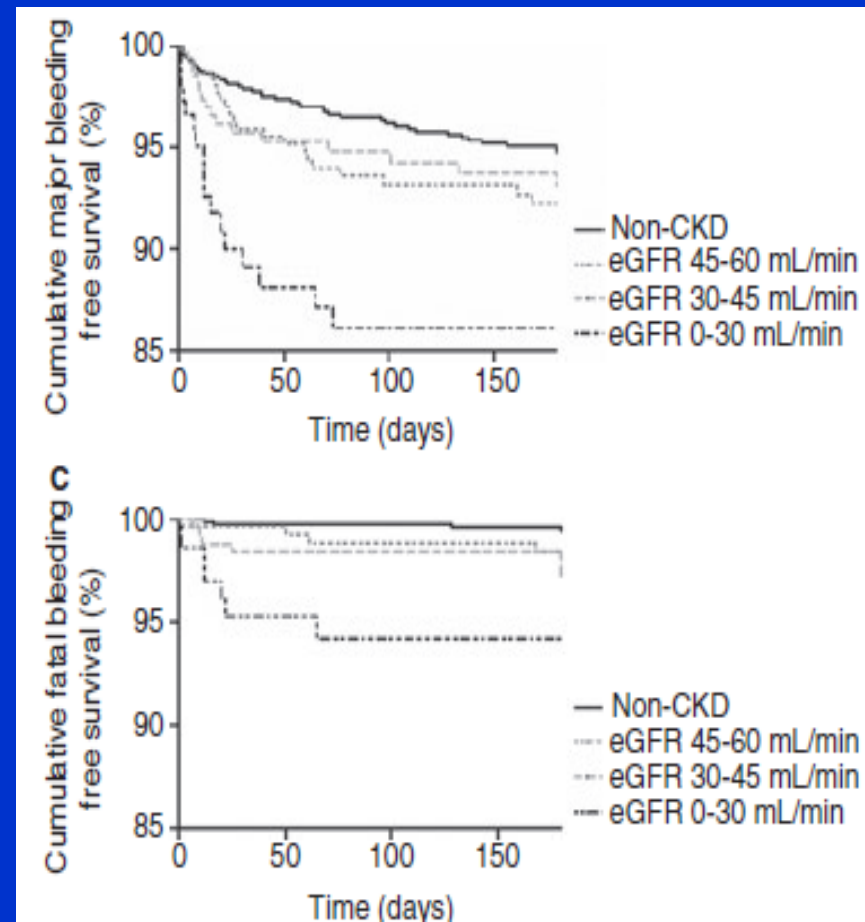 Cumulative major bleeding
free survival (%)
100
95
90
85
0
50
100
150
Time (days)
Non-CKD
eGFR 45-60 mL/min
eGFR 30-45 mL/min
eGFR 0-30 mL/min
C
Cumulative fatal bleeding
free survival (%)
100
95
90
85
0
50
100
150
Time (days)
Non-CKD
eGFR 45-60 mL/min
eGFR 30-45 mL/min
eGFR 0-30 mL/min